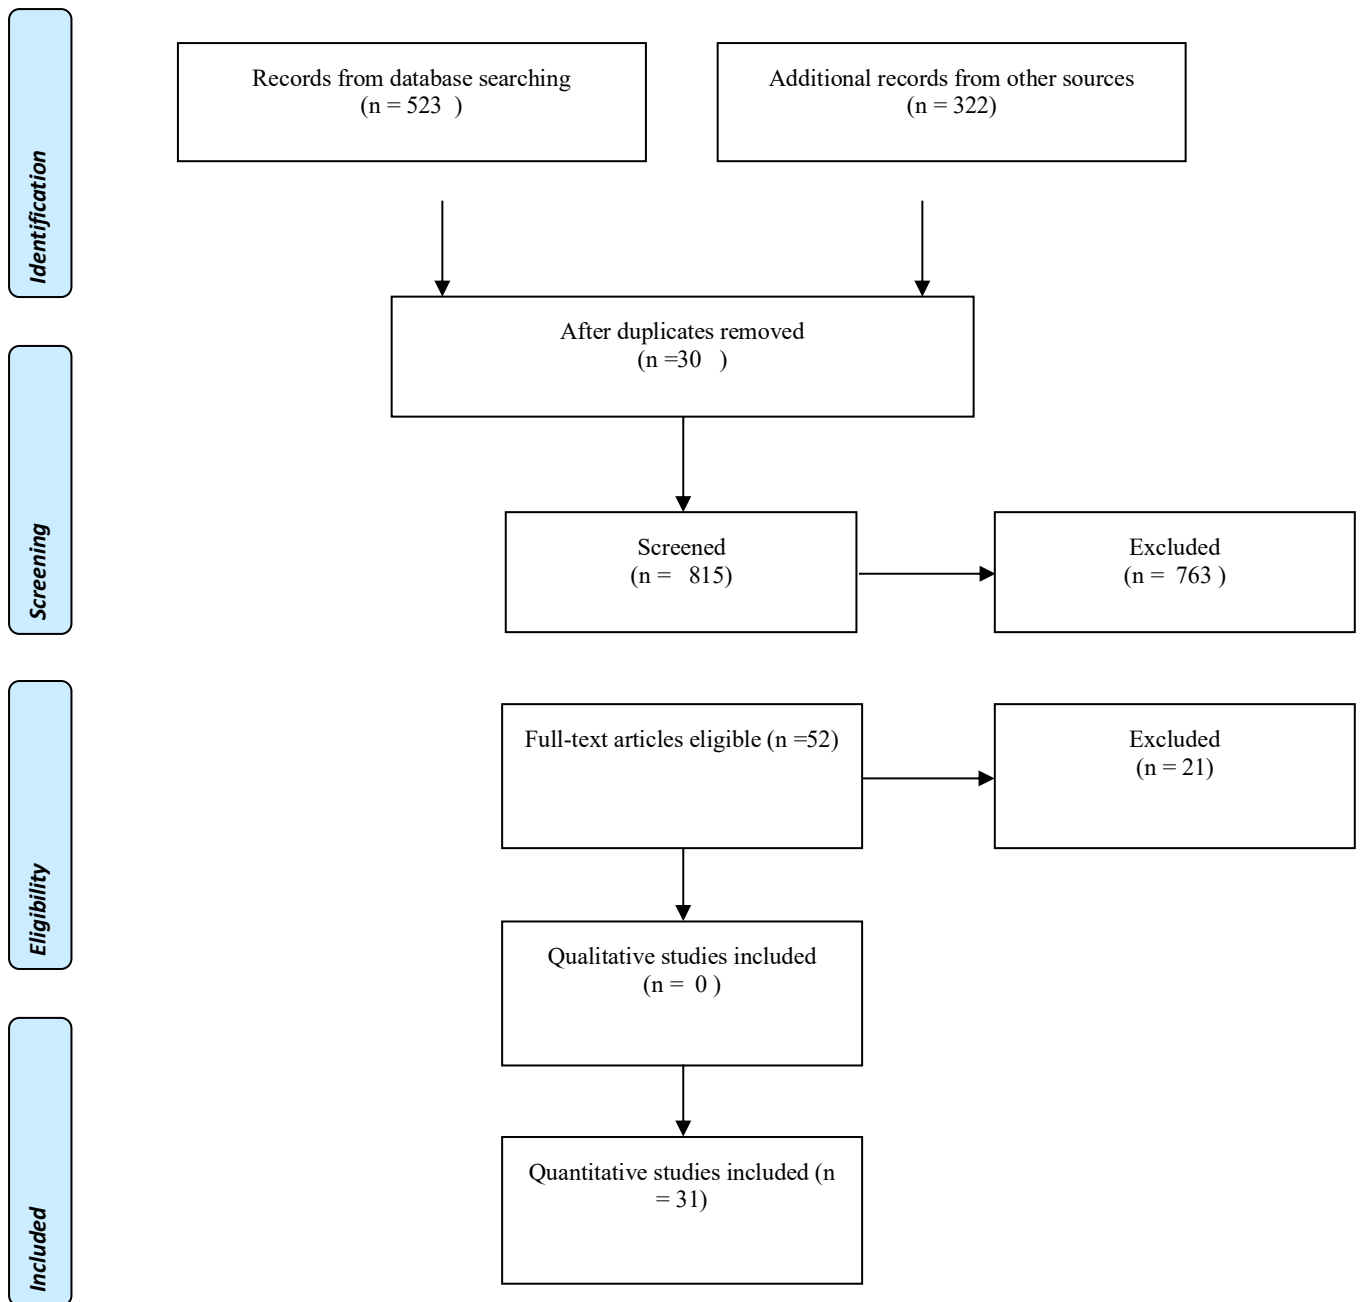 Identification
Records from database searching
(n = 523  )
Additional records from other sources
(n = 322)
After duplicates removed
(n =30   )
Screening
Screened
(n =   815)
Excluded
(n =  763 )
Eligibility
Full-text articles eligible (n =52)
Excluded
(n = 21)
Qualitative studies included
(n =  0 )
Included
Quantitative studies included (n
= 31)